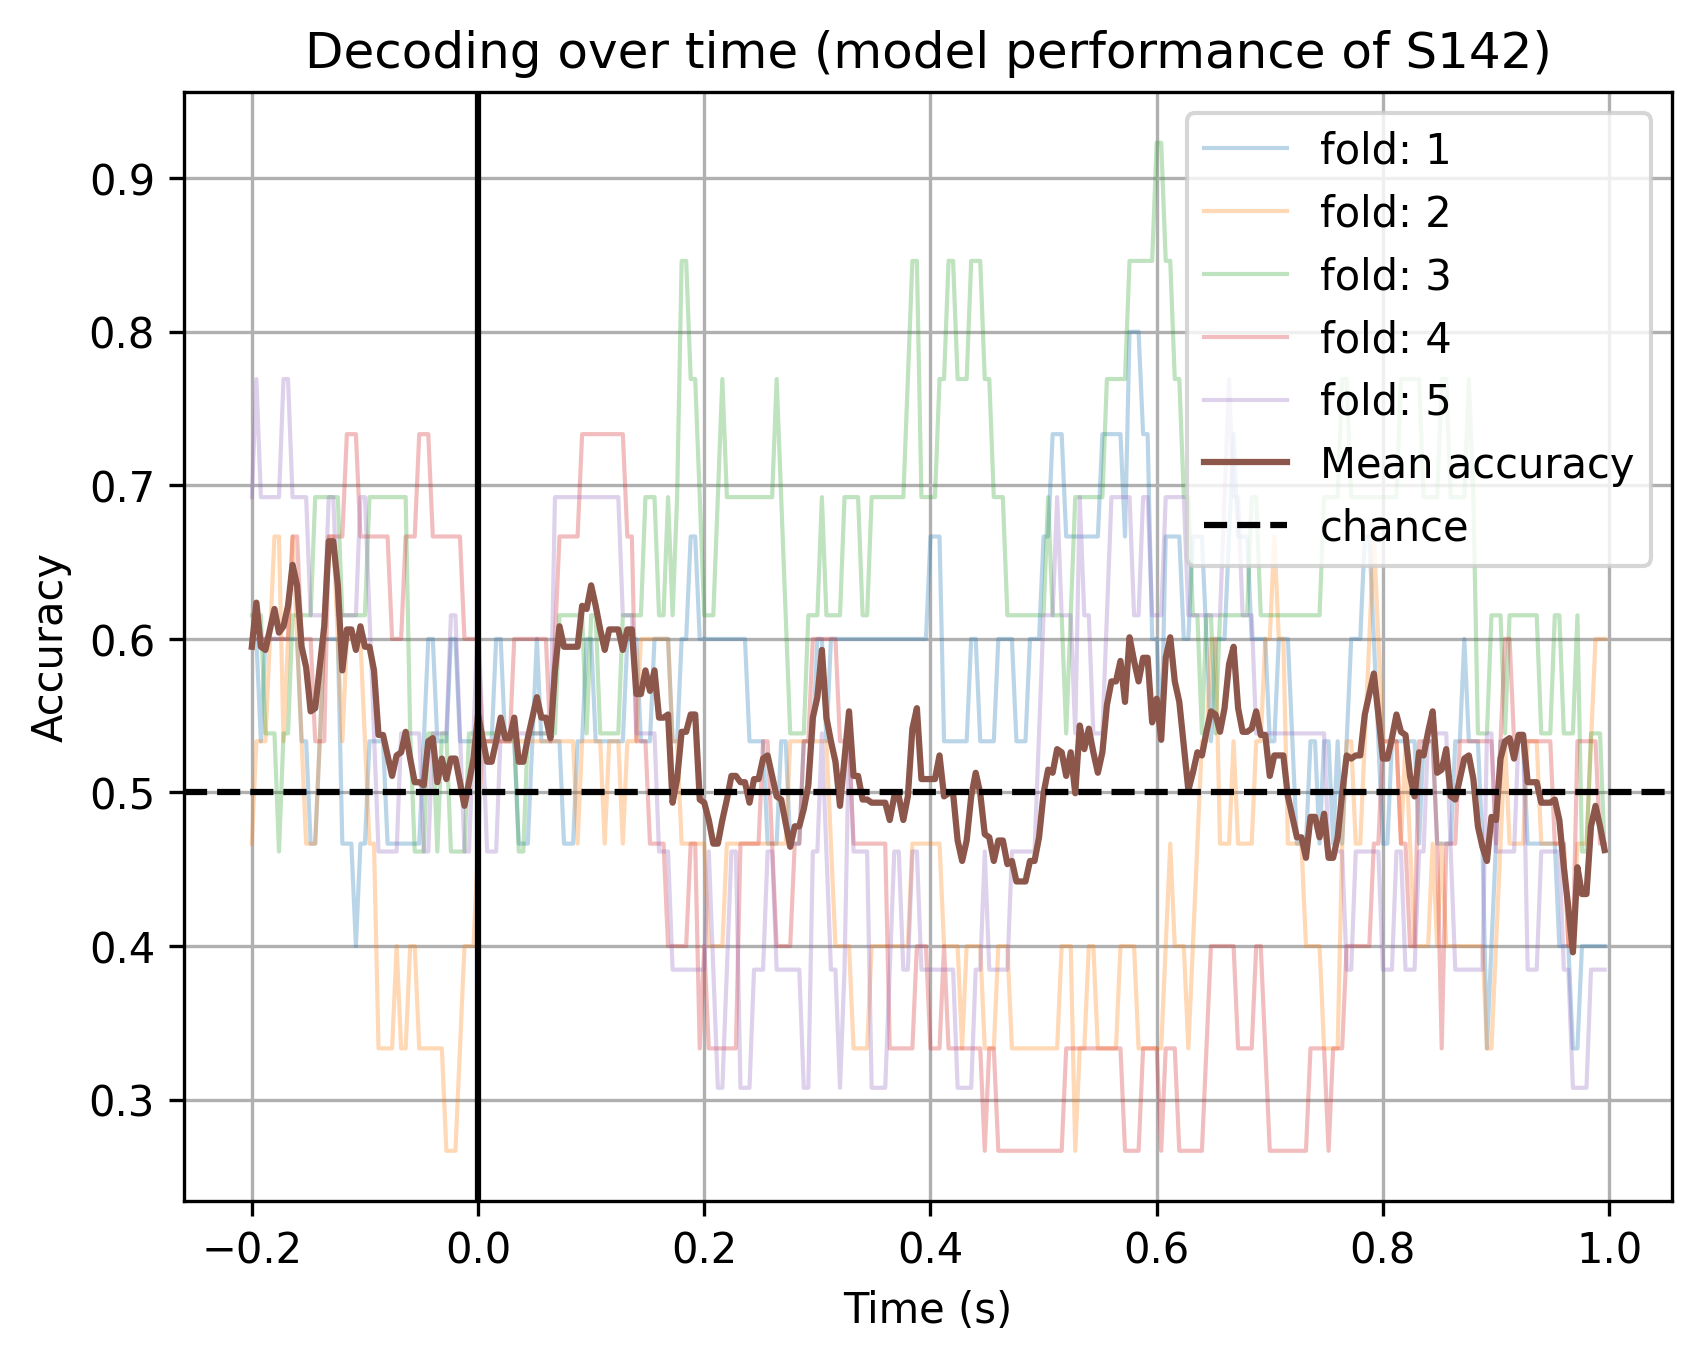 Decoding over time (model performance of S142)
Accuracy
0.9
0.8
0.7
0.6
0.5
0.4
0.3
fold: 1
fold: 2
fold: 3
fold: 4
fold: 5
Mean accuracy
chance
−0.2
0.0
0.2
0.4
0.6
0.8
1.0
Time (s)